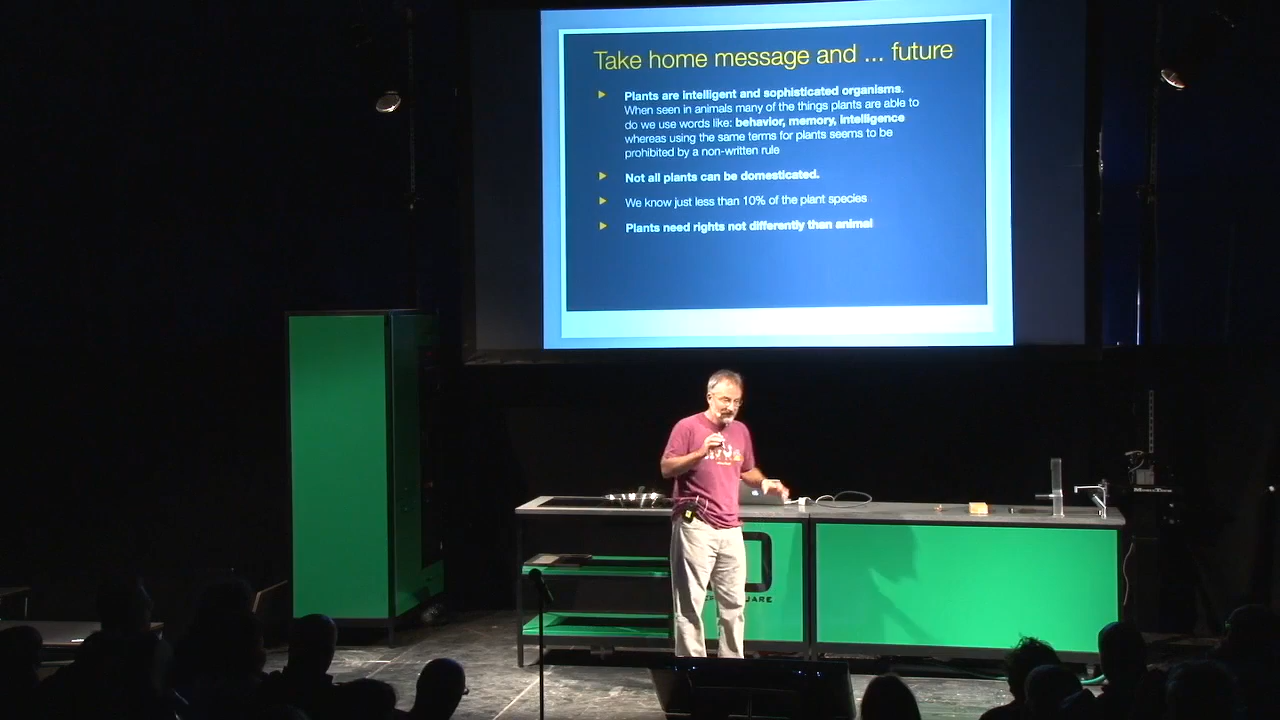 Take home message and ... future
Plants are intelligent and sophisticated organisms.
When seen in animals many of the things plants are able to
do we use words like: behavior, memory, intelligence
whereas using the same terms for plants seems to be
prohibited by a non-written rule
Not all plants can be domesticated.
We know just less than 10% of the plant species
Plants need rights not differently than animal